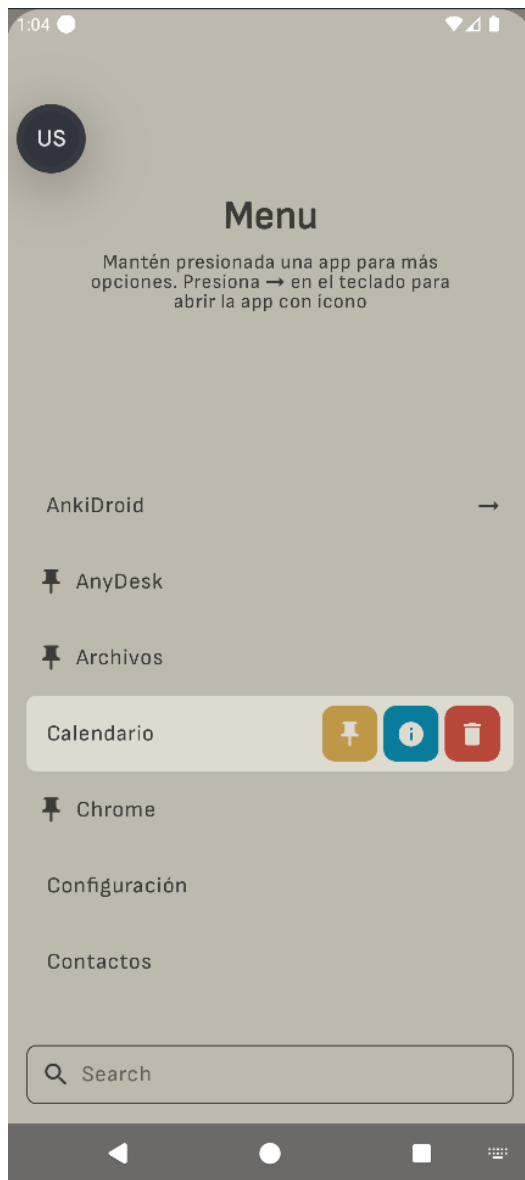 1:04
US
Menu
Mantén presionada una app para más
opciones. Presiona → en el teclado para
abrir la app con ícono
AnkiDroid →
AnyDesk
Archivos
Calendario
Chrome
Configuración
Contactos
Search